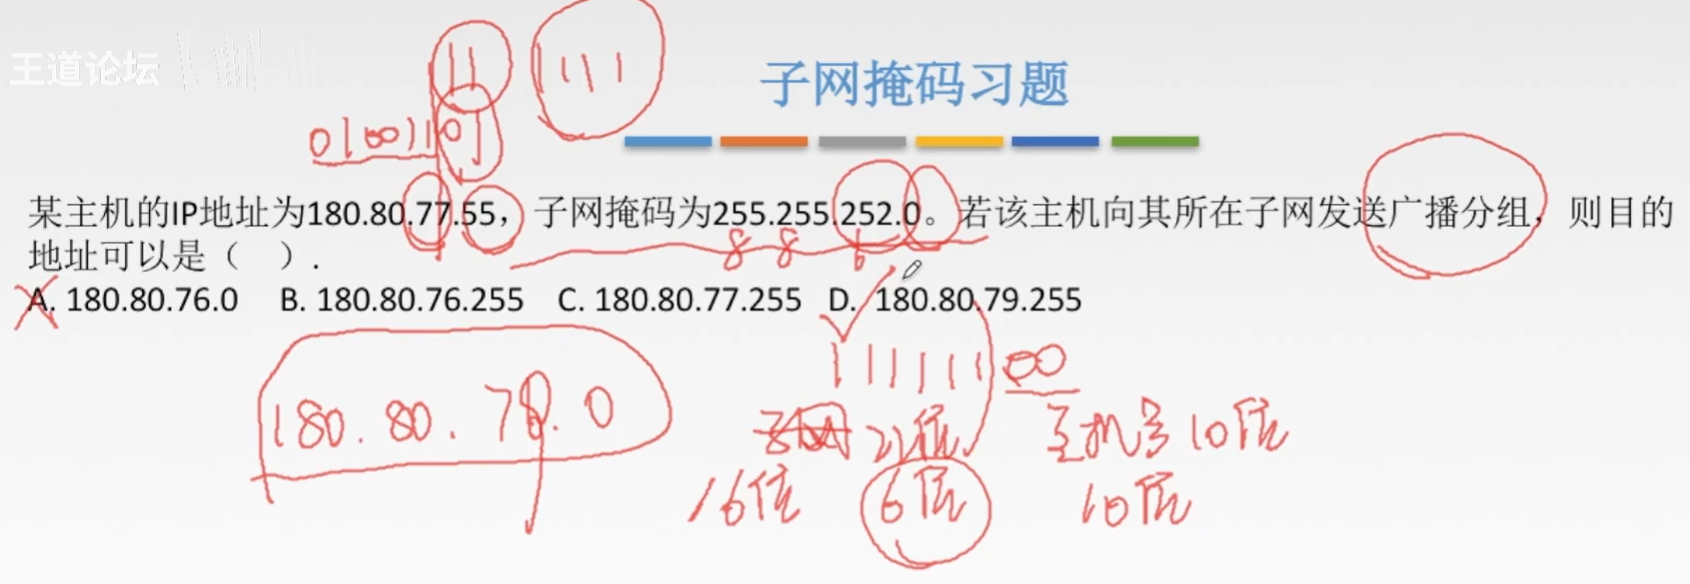 王道论坛
11
111
子网掩码习题
01001101
某主机的IP地址为180.80.77.55，子网掩码为255.255.252.0。若该主机向其所在子网发送广播分组，则目的
8 8 6
地址可以是（ ）.
A. 180.80.76.0 B. 180.80.76.255 C. 180.80.77.255 D. 180.80.79.255
11111100
180.80.76.0
22位 主机号10位
16位 6位 10位